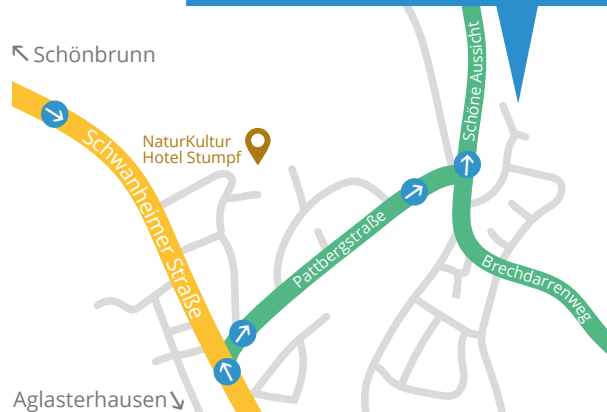 Schönbrunn
Schöne Aussicht
NaturKultur
Hotel Stumpf
Schwanheimer Straße
Pattbergstraße
Brechdarrenweg
Aglasterhausen